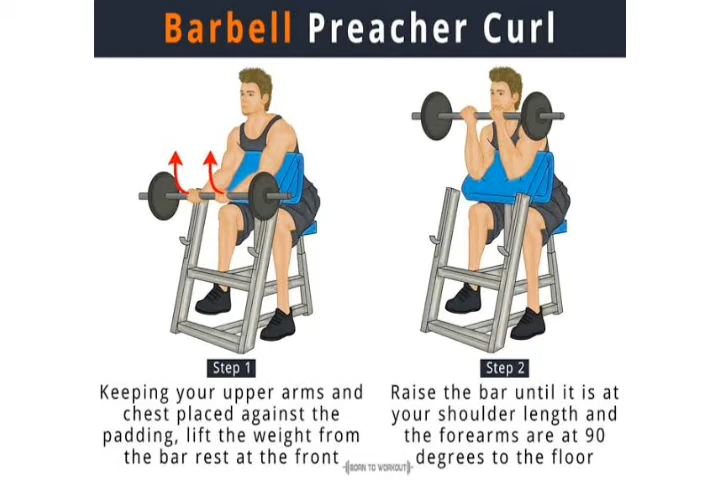 Barbell Preacher Curl
Step 1
Keeping your upper arms and
chest placed against the
padding, lift the weight from
the bar rest at the front
Step 2
Raise the bar until it is at
your shoulder length and
the forearms are at 90
degrees to the floor
BORN TO WORKOUT